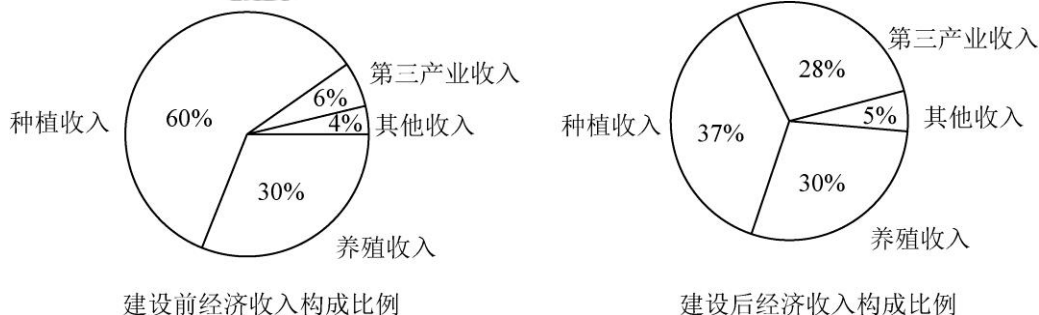 第三产业收入
6%
种植收入
60%
4%
其他收入
30%
养殖收入
建设前经济收入构成比例
第三产业收入
28%
种植收入
37%
5%
其他收入
30%
养殖收入
建设后经济收入构成比例